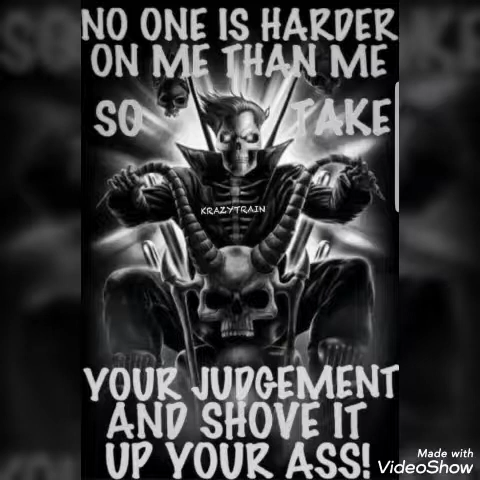 NO ONE IS HARDER
ON ME THAN ME
SO TAKE
KRAZYTRAIN
YOUR JUDGEMENT
AND SHOVE IT
UP YOUR ASS!
Made with
VideoShow